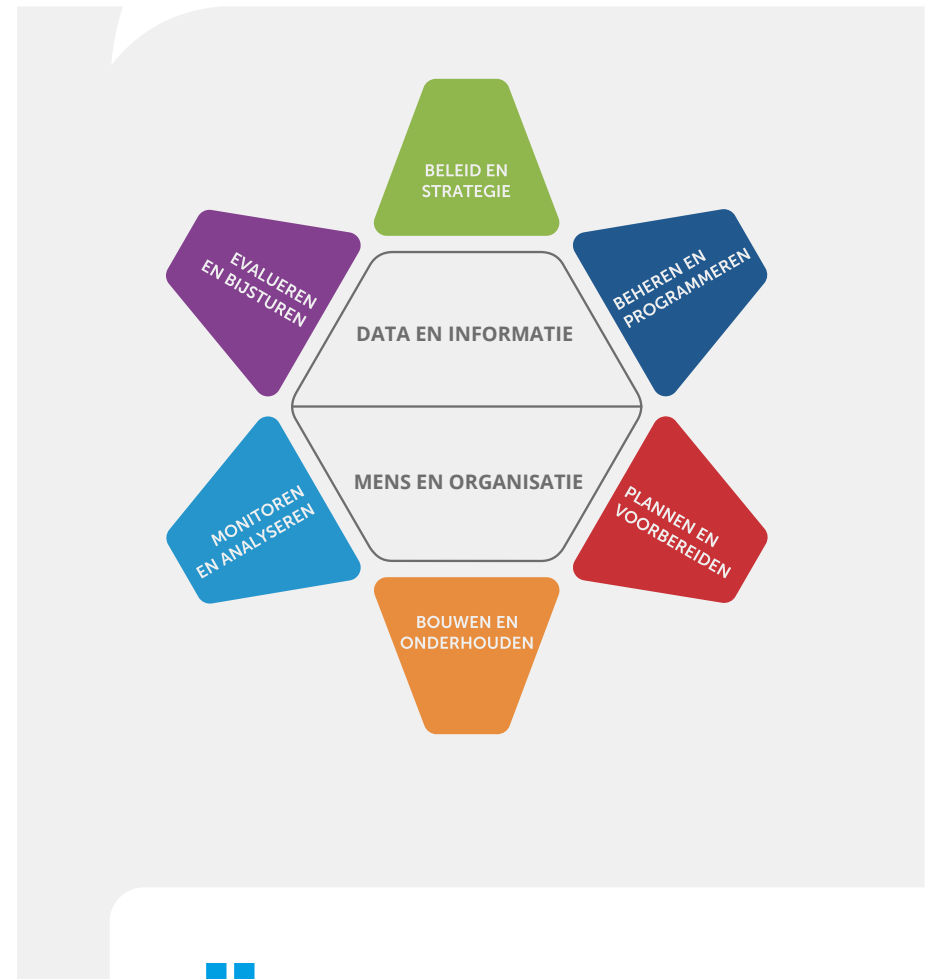 BELEID EN
STRATEGIE
BEHEREN EN
PROGRAMMEREN
PLANNEN EN
VOORBEREIDEN
BOUWEN EN
ONDERHOUDEN
MONITOREN
EN ANALYSEREN
EVALUEREN
EN BIJSTUREN
DATA EN INFORMATIE
MENS EN ORGANISATIE